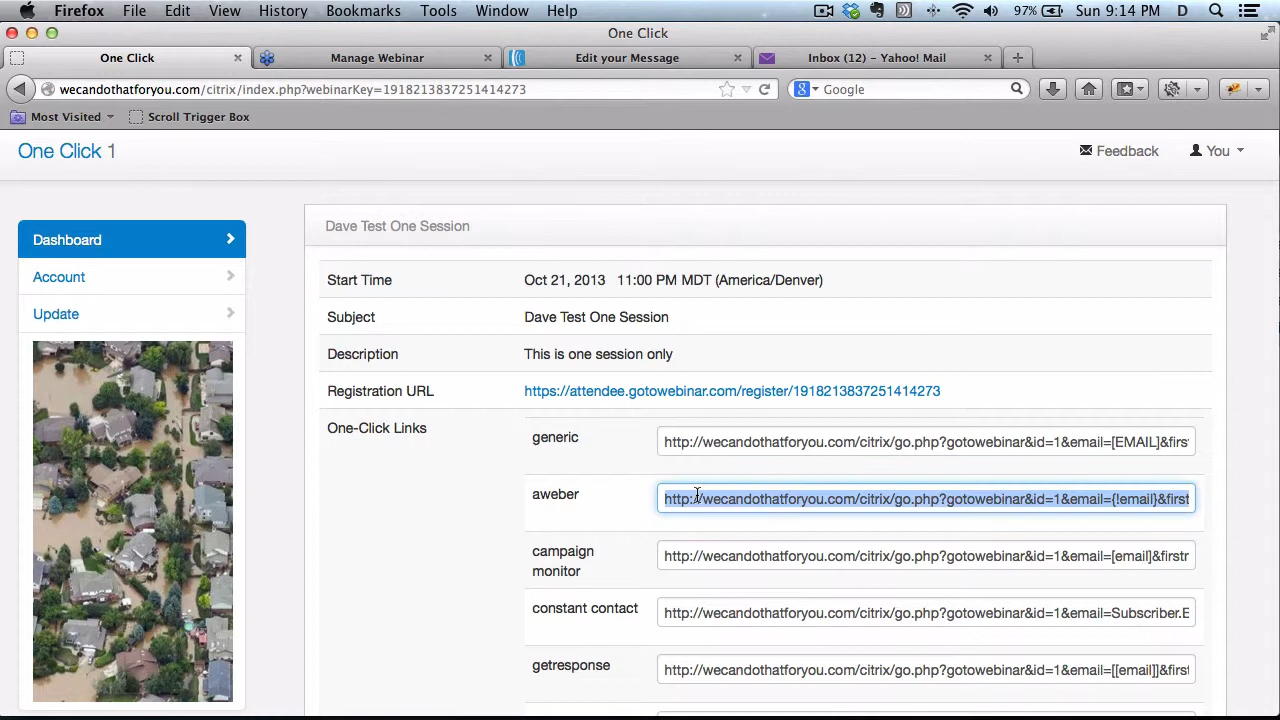 Firefox File Edit View History Bookmarks Tools Window Help 97% Sun 9:14 PM D
One Click
One Click Manage Webinar Edit your Message Inbox (12) – Yahoo! Mail
wecandothatforyou.com/citrix/index.php?webinarKey=1918213837251414273 Google
Most Visited Scroll Trigger Box
One Click 1 Feedback You
Dashboard
Account
Update
Dave Test One Session
Start Time Oct 21, 2013 11:00 PM MDT (America/Denver)
Subject Dave Test One Session
Description This is one session only
Registration URL https://attendee.gotowebinar.com/register/1918213837251414273
One-Click Links
generic http://wecandothatforyou.com/citrix/go.php?gotowebinar&id=1&email=[EMAIL]&firs
aweber http://wecandothatforyou.com/citrix/go.php?gotowebinar&id=1&email={!email}&first
campaign monitor http://wecandothatforyou.com/citrix/go.php?gotowebinar&id=1&email=[email]&firstr
constant contact http://wecandothatforyou.com/citrix/go.php?gotowebinar&id=1&email=Subscriber.E
getresponse http://wecandothatforyou.com/citrix/go.php?gotowebinar&id=1&email=[[email]]&first